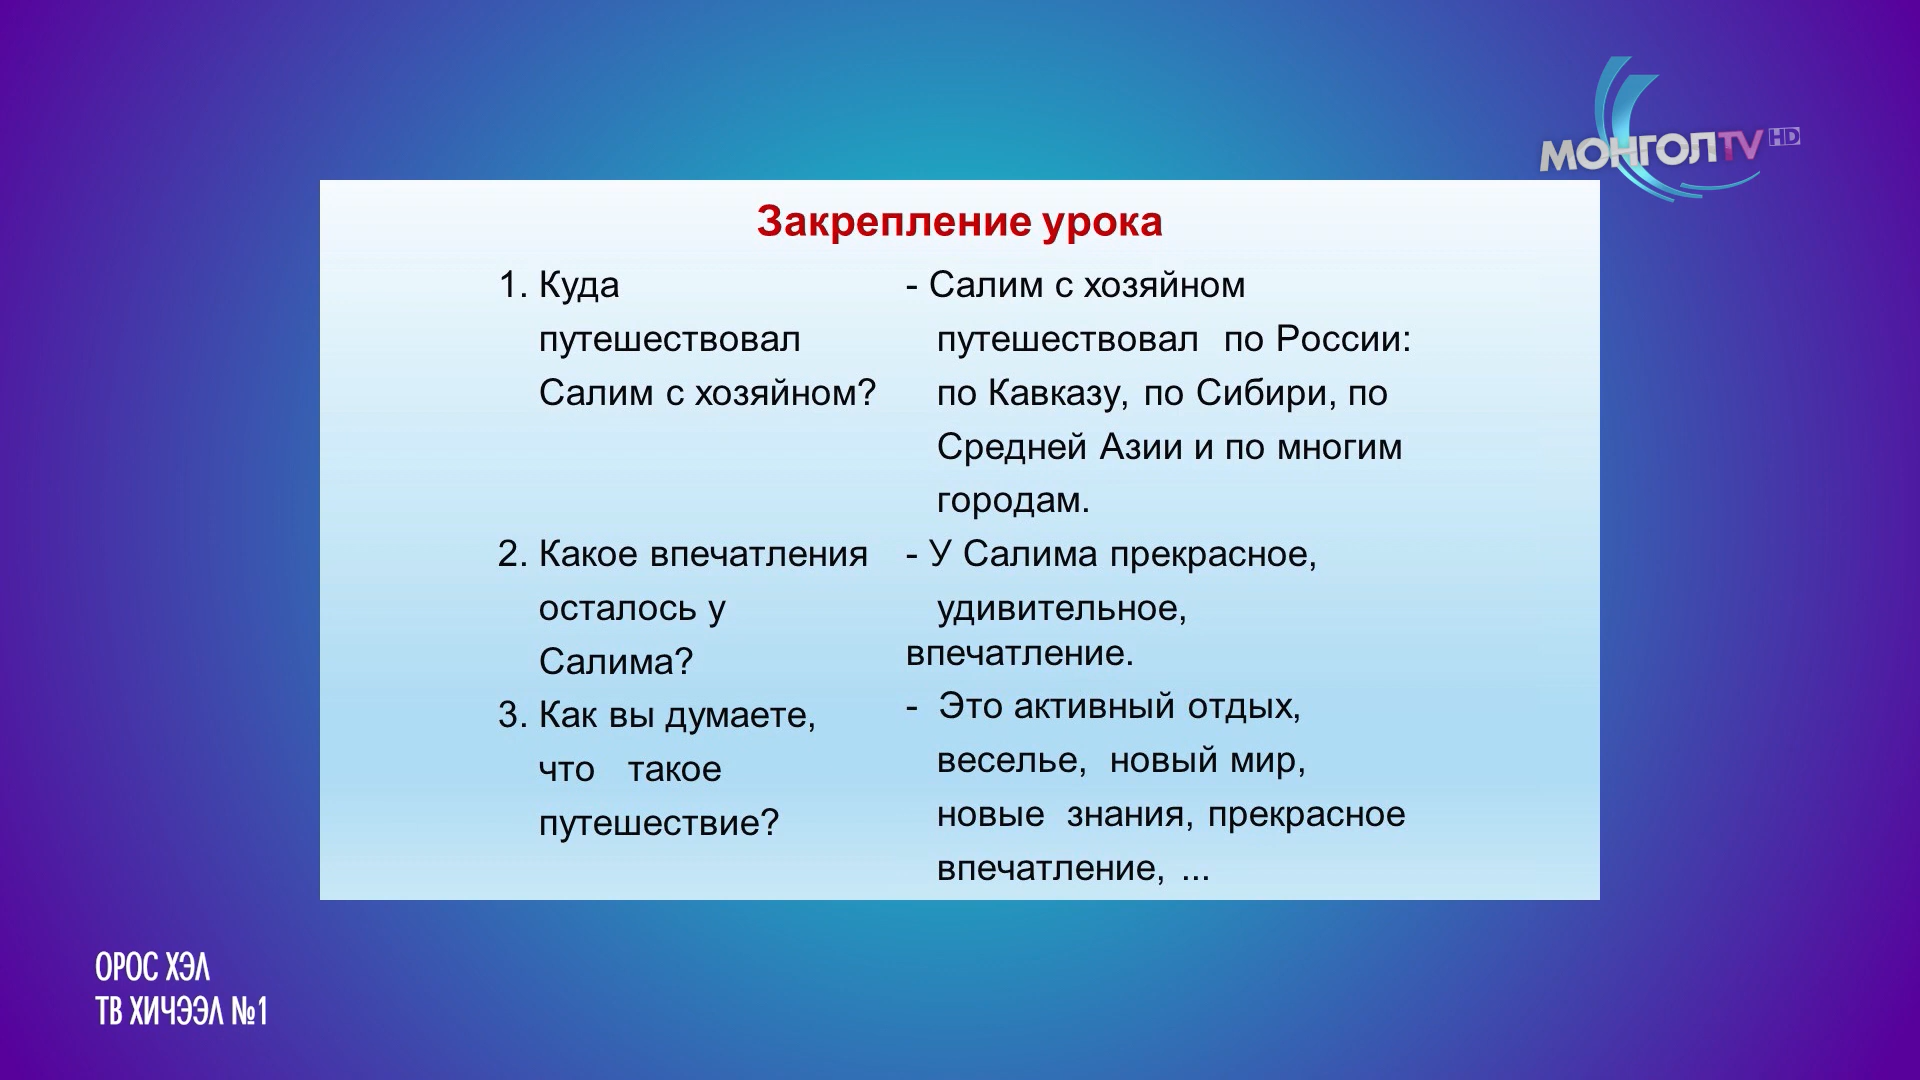 МОНГОЛTV HD
Закрепление урока
1. Куда
путешествовал
Салим с хозяйном?
- Салим с хозяйном
путешествовал по России:
по Кавказу, по Сибири, по
Средней Азии и по многим
городам.
2. Какое впечатления
осталось у
Салима?
- У Салима прекрасное,
удивительное,
впечатление.
3. Как вы думаете,
что такое
путешествие?
- Это активный отдых,
веселье, новый мир,
новые знания, прекрасное
впечатление, ...
ОРОС ХЭЛ
ТВ ХИЧЭЭЛ №1